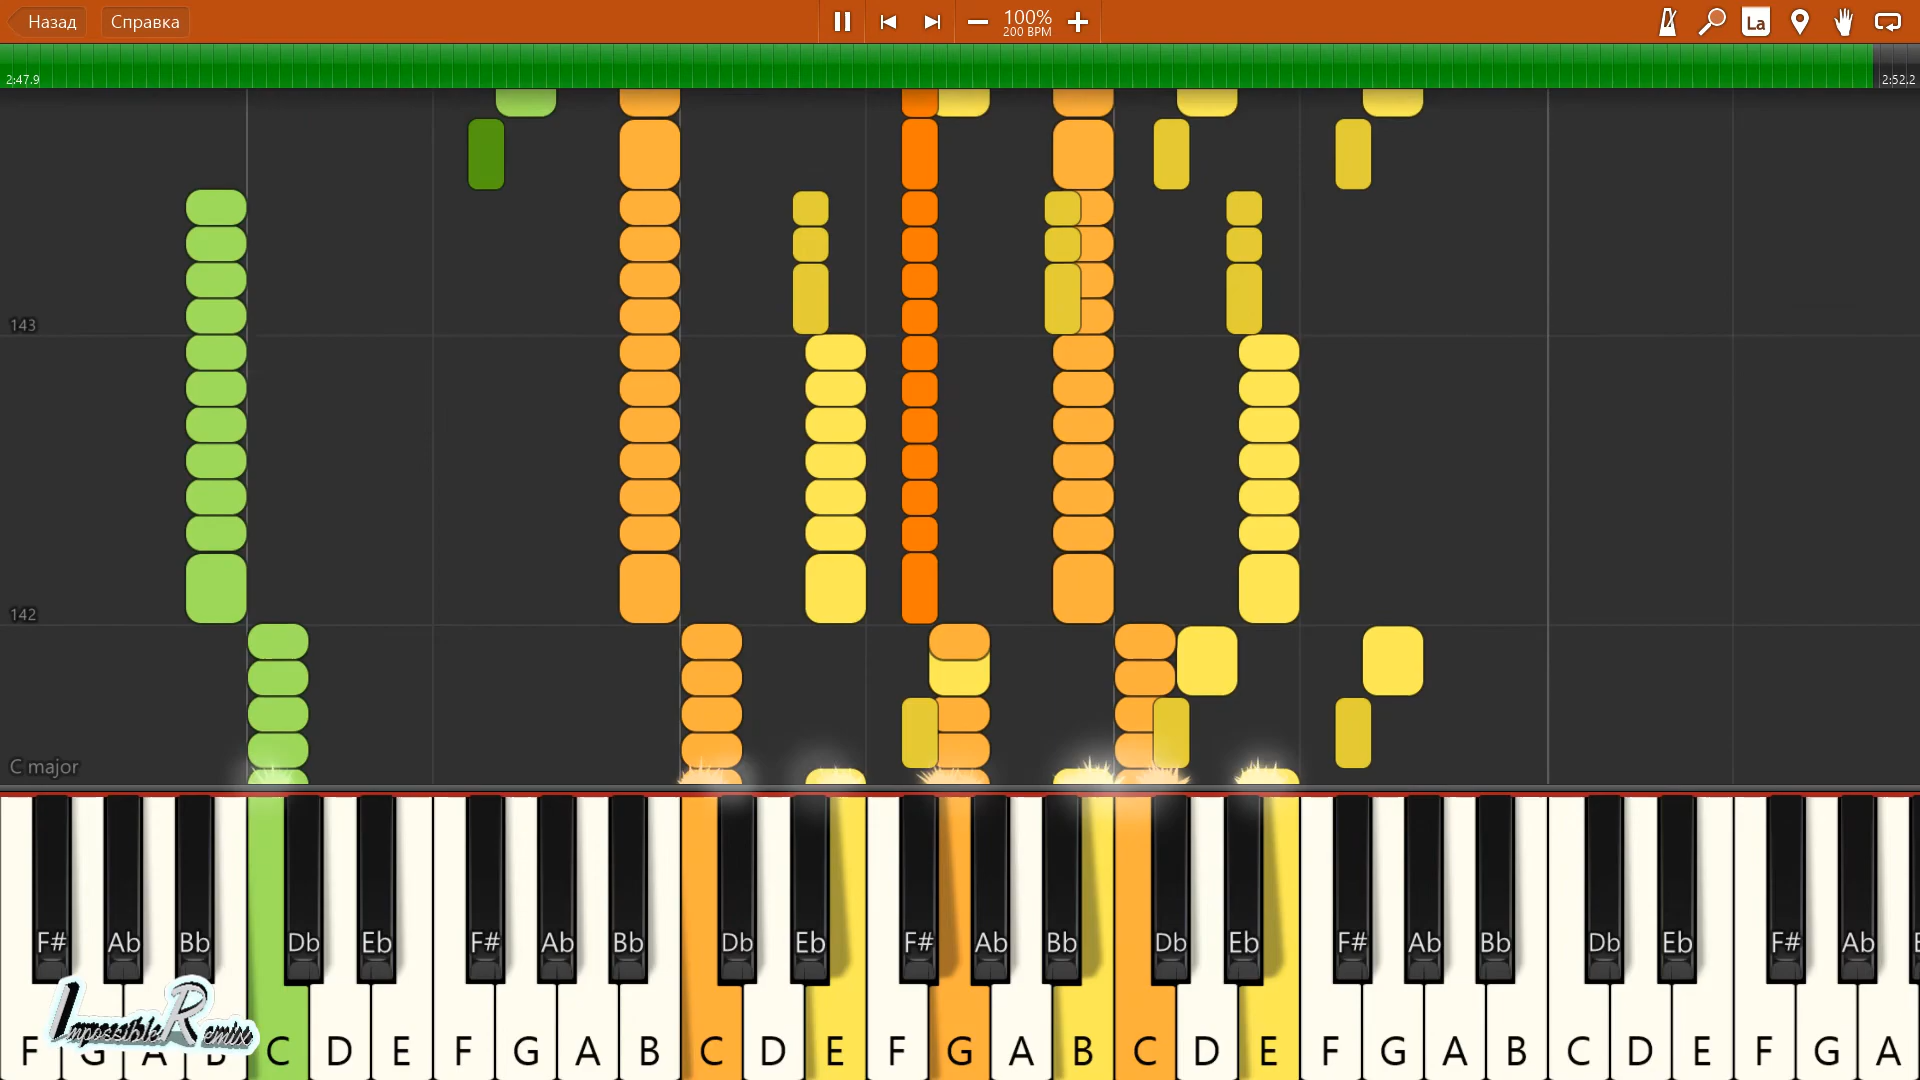 Назад Справка 100% La
200 BPM
2:47.9 2:52.2
143
142
C major
F# Ab Bb Db Eb F# Ab Bb Db Eb F# Ab Bb Db Eb F# Ab Bb Db Eb F# Ab
Impossible Remix
F G A B C D E F G A B C D E F G A B C D E F G A B C D E F G A